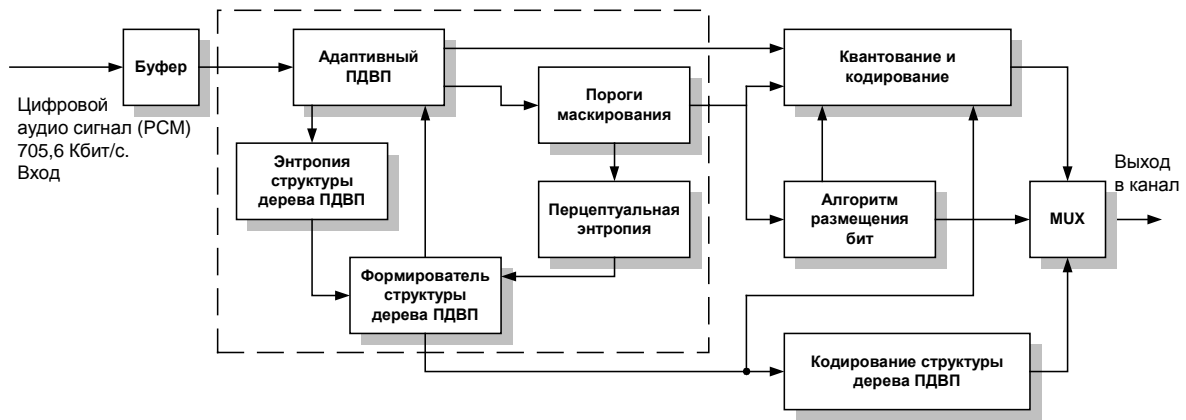 Буфер
Цифровой
аудио сигнал (PCM)
705,6 Кбит/с.
Вход
Адаптивный
ПДВП
Энтропия
структуры
дерева ПДВП
Пороги
маскирования
Перцептуальная
энтропия
Формирователь
структуры
дерева ПДВП
Квантование и
кодирование
Алгоритм
размещения
бит
Кодирование структуры
дерева ПДВП
MUX
Выход
в канал